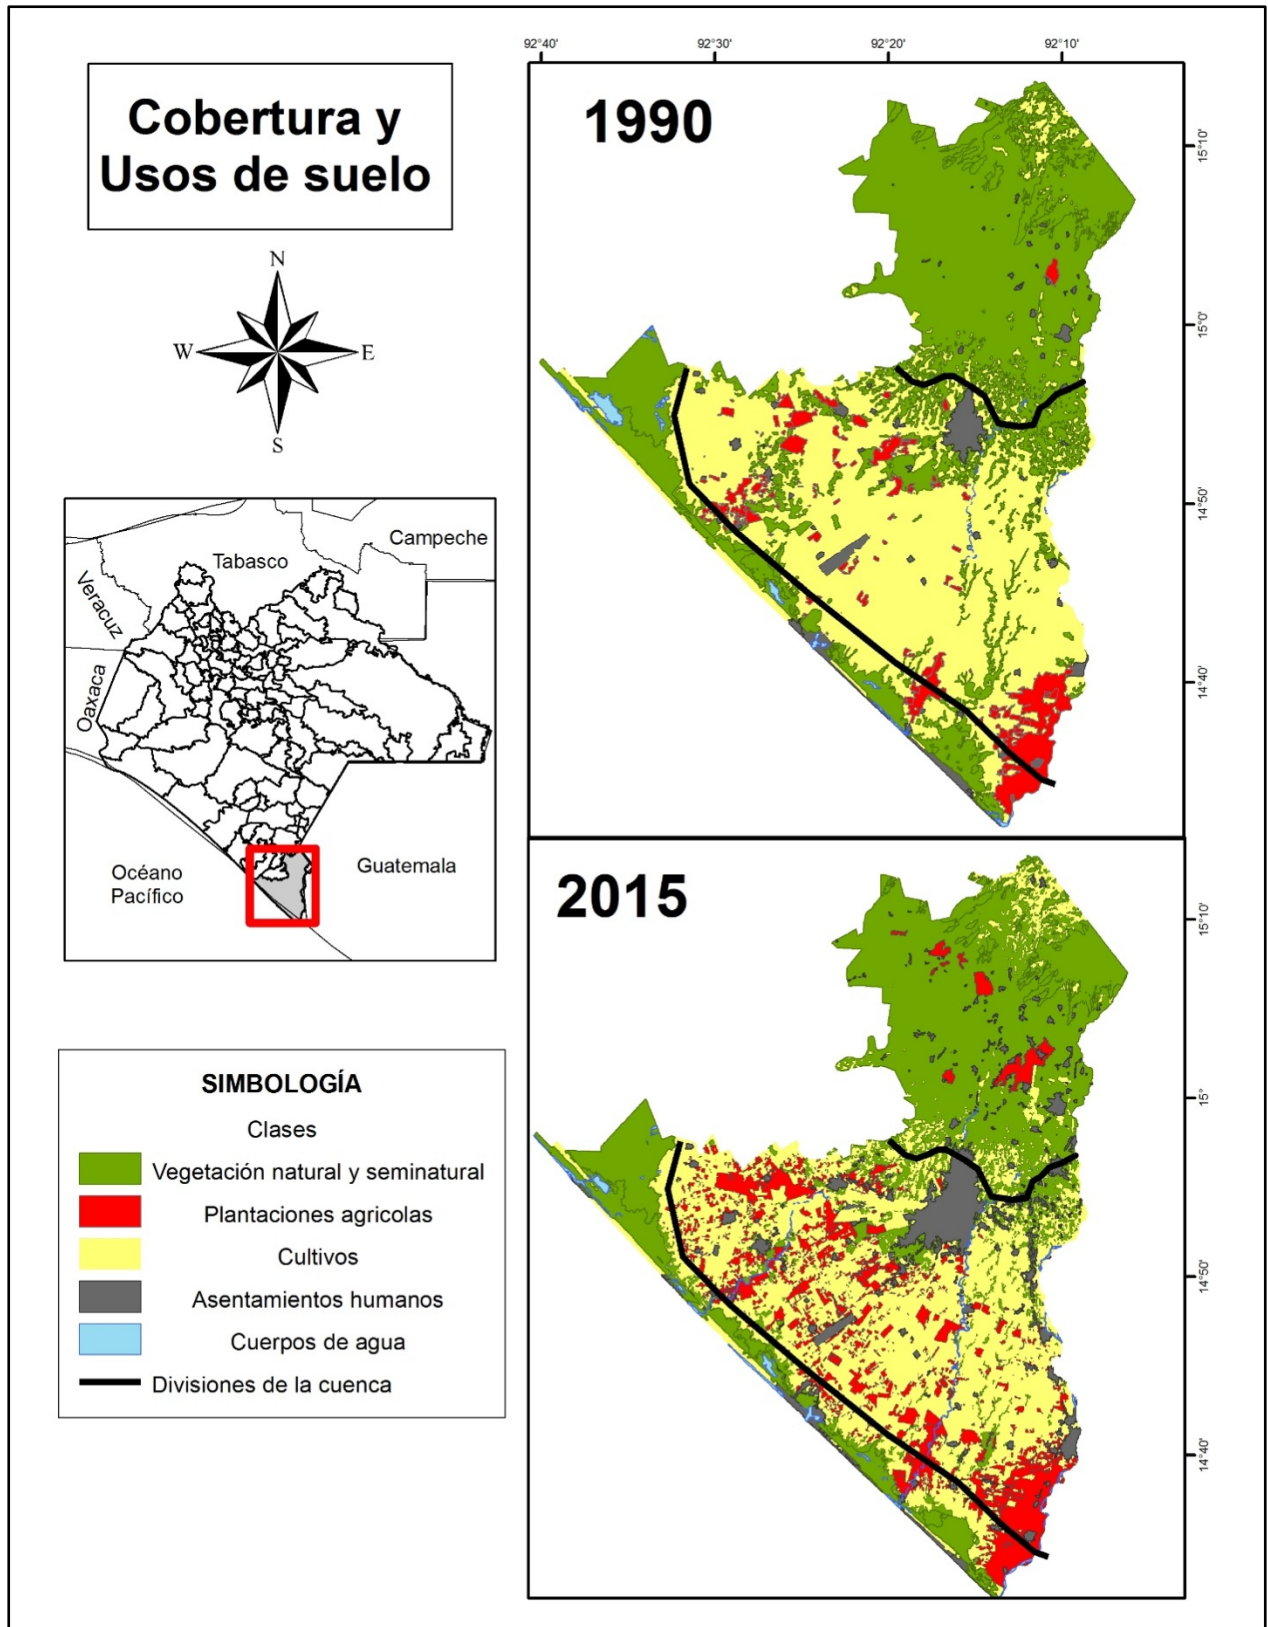 Cobertura y
Usos de suelo
N
W
E
S
Campeche
Tabasco
Veracuz
Oaxaca
Océano
Pacífico
Guatemala
SIMBOLOGÍA
Clases
Vegetación natural y seminatural
Plantaciones agricolas
Cultivos
Asentamientos humanos
Cuerpos de agua
Divisiones de la cuenca
92°40'
92°30'
92°20'
92°10'
1990
15°10'
15°0'
14°50'
14°40'
2015
15°10'
15°
14°50'
14°40'